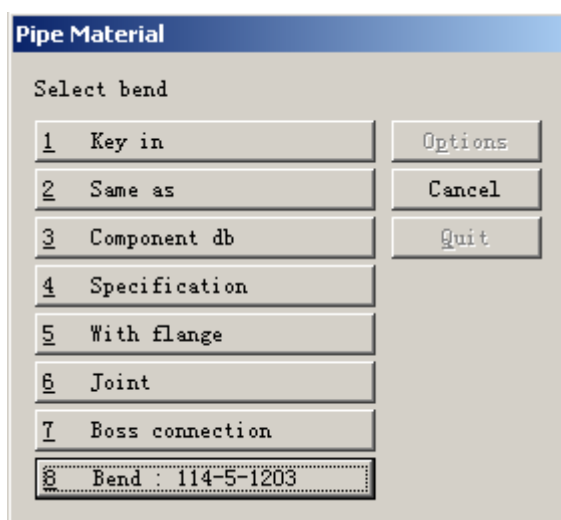 Pipe Material
Select bend
1 Key in
Options
2 Same as
Cancel
3 Component db
Quit
4 Specification
5 With flange
6 Joint
7 Boss connection
8 Bend : 114-5-1203